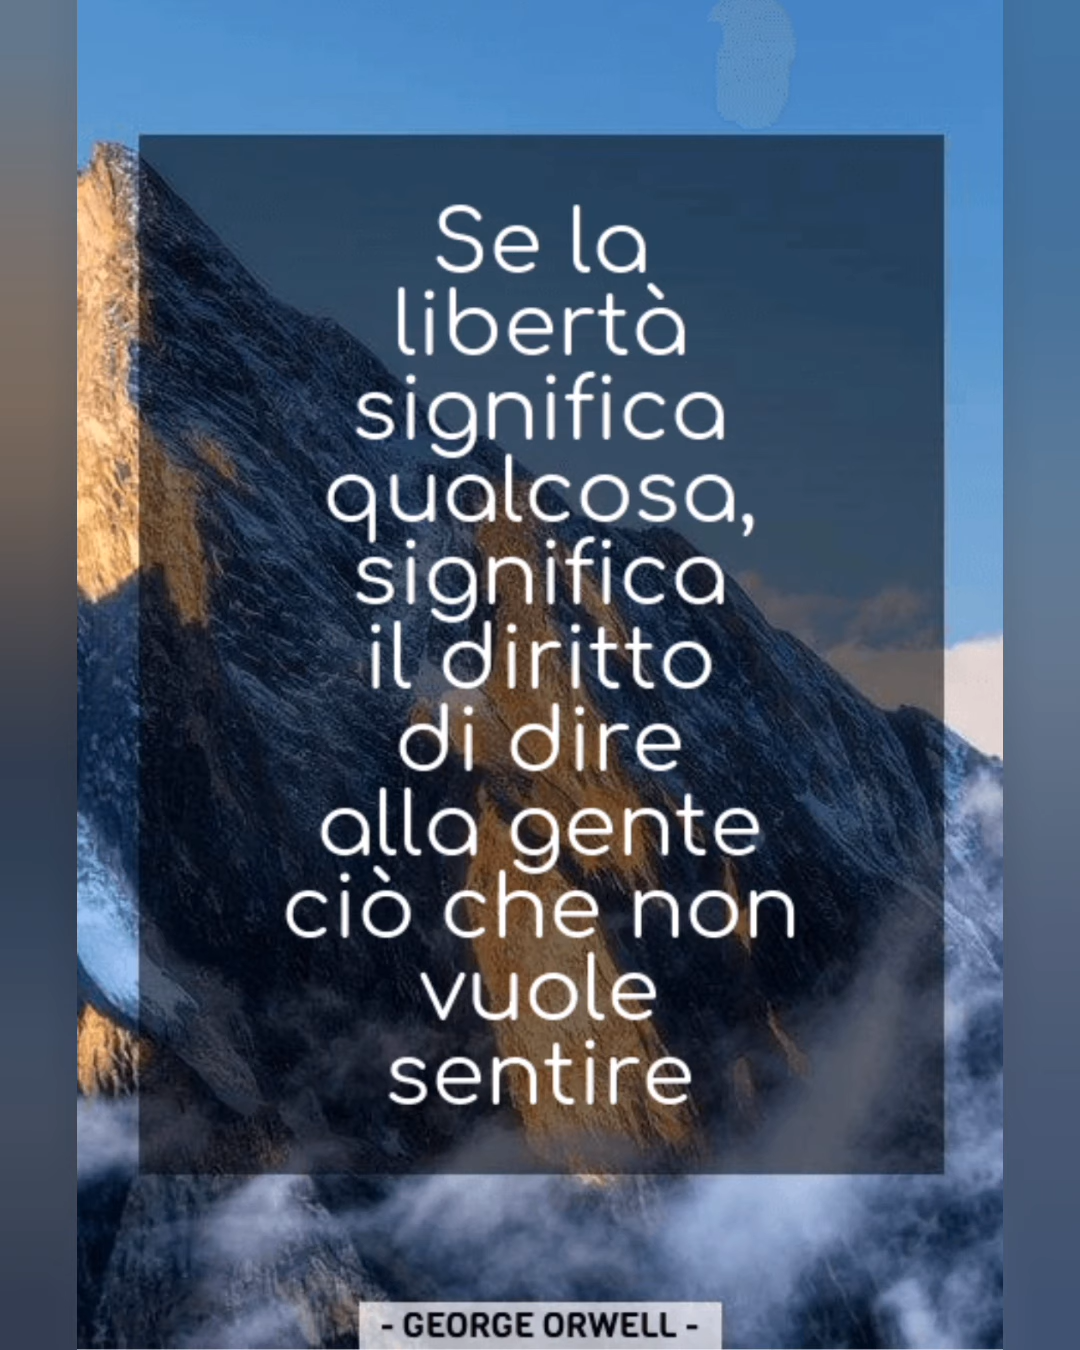 Se la
libertà
significa
qualcosa,
significa
il diritto
di dire
alla gente
ciò che non
vuole
sentire
- GEORGE ORWELL -